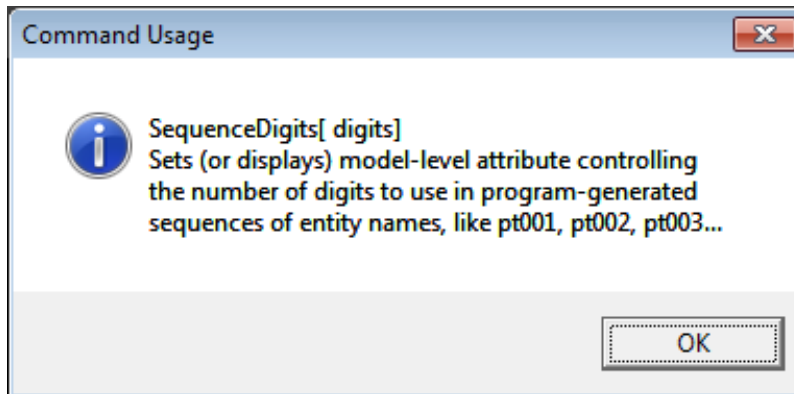 Command Usage
SequenceDigits[ digits]
Sets (or displays) model-level attribute controlling
the number of digits to use in program-generated
sequences of entity names, like pt001, pt002, pt003...
OK